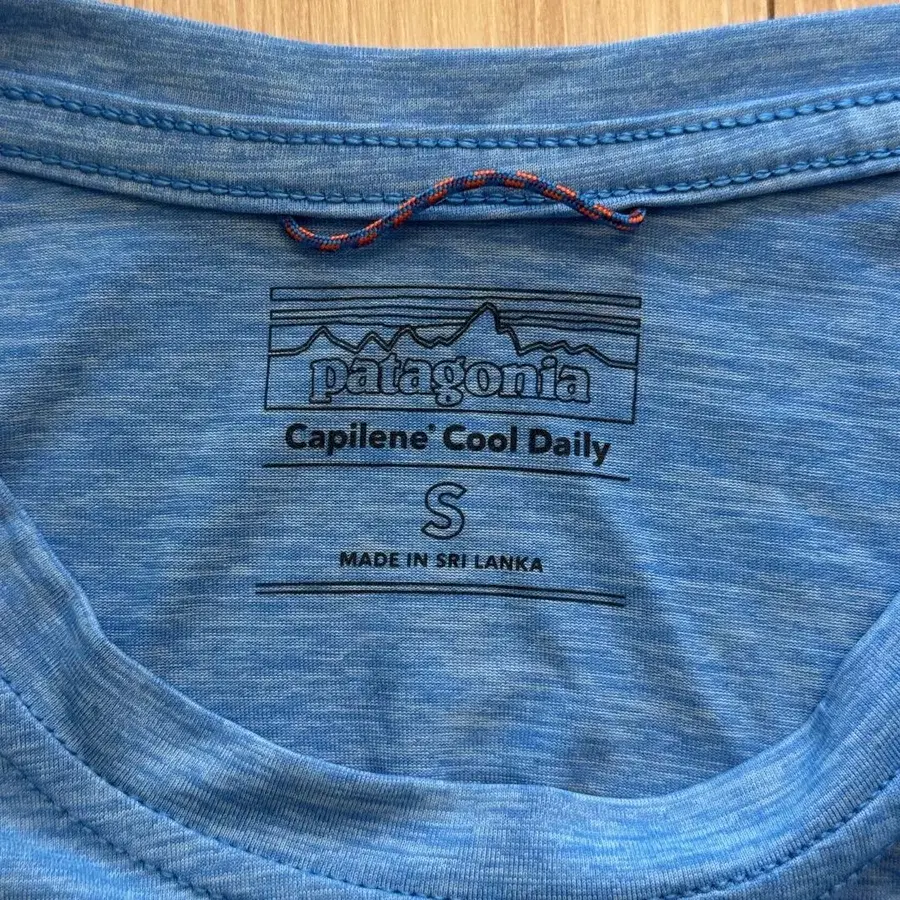 patagonia
Capilene® Cool Daily
S
MADE IN SRI LANKA